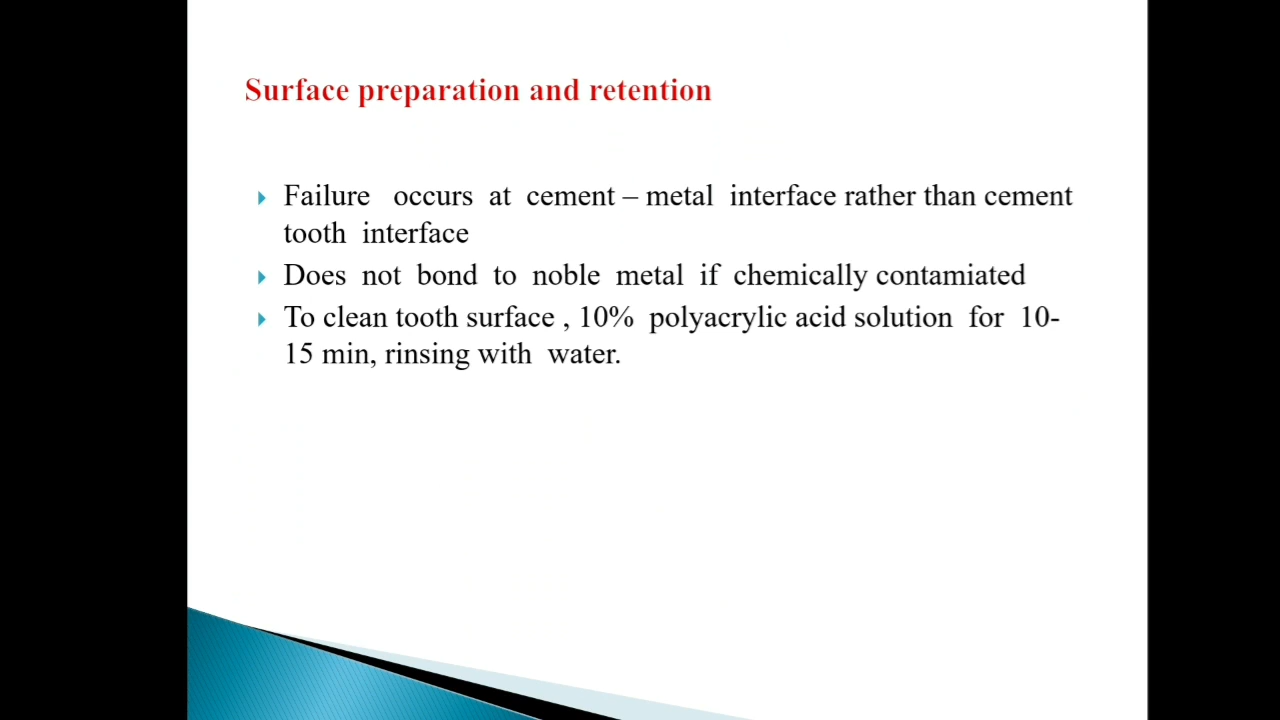 Surface preparation and retention
Failure occurs at cement – metal interface rather than cement
tooth interface
Does not bond to noble metal if chemically contamiated
To clean tooth surface , 10% polyacrylic acid solution for 10-
15 min, rinsing with water.